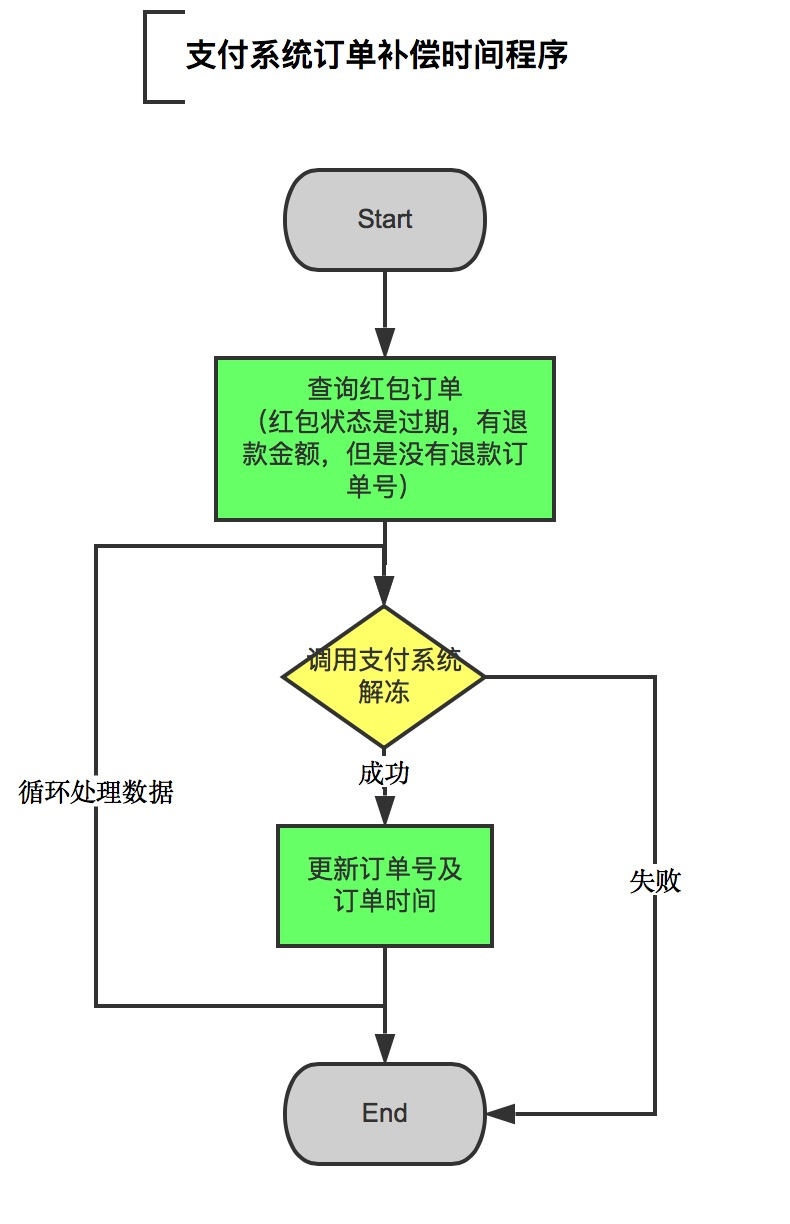 支付系统订单补偿时间程序
Start
查询红包订单
（红包状态是过期，有退
款金额，但是没有退款订
单号）
调用支付系统
解冻
成功
循环处理数据
更新订单号及
订单时间
失败
End